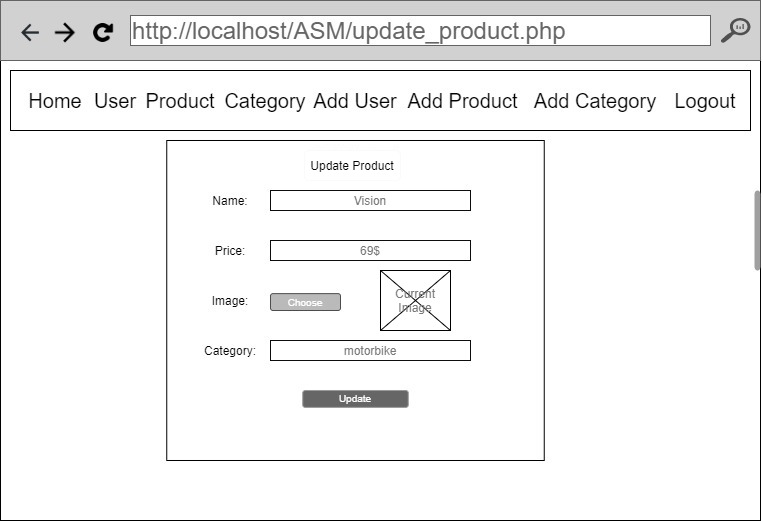 http://localhost/ASM/update_product.php
Home User Product Category Add User Add Product Add Category Logout
Update Product
Name: Vision
Price: 69$
Image: Choose Current
Image
Category: motorbike
Update